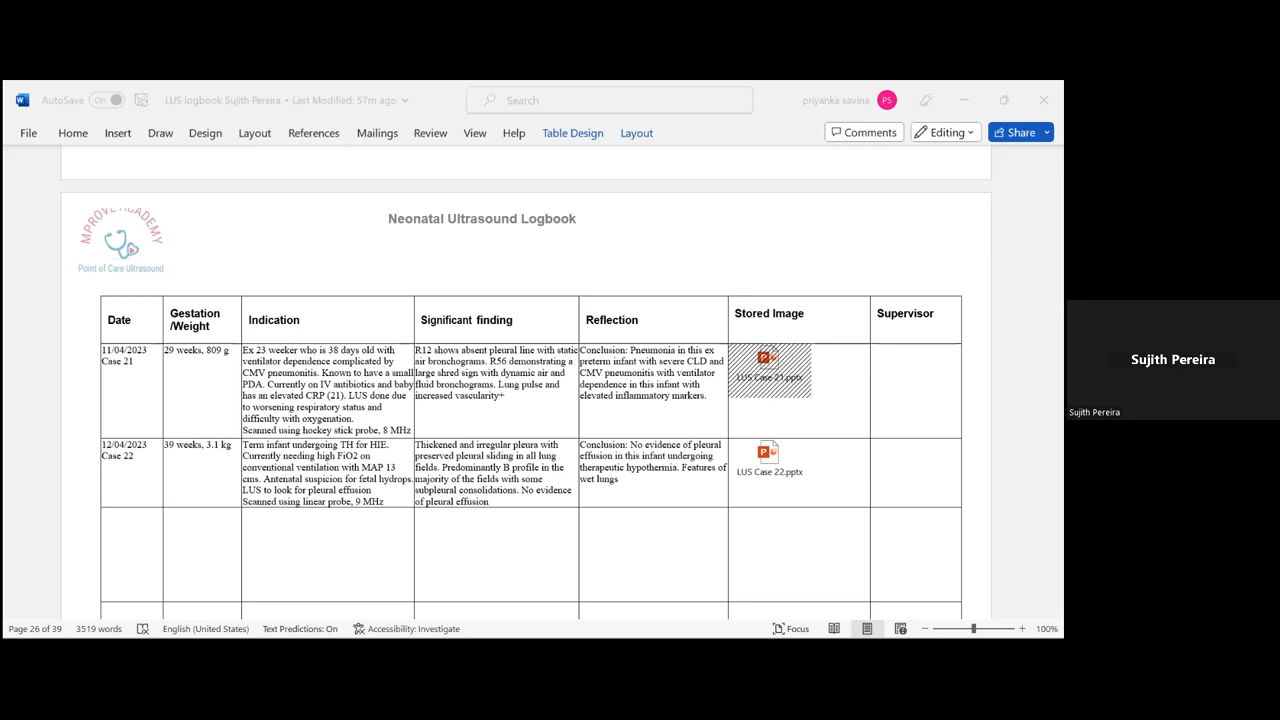 AutoSave On LUS logbook Sujith Pereira • Last Modified: 57m ago Search priyanka savina PS
File Home Insert Draw Design Layout References Mailings Review View Help Table Design Layout Comments Editing Share
MPROVE ACADEMY
Point of Care Ultrasound
Neonatal Ultrasound Logbook
Date
Gestation
/Weight
Indication
Significant finding
Reflection
Stored Image
Supervisor
11/04/2023
Case 21
29 weeks, 809 g
Ex 23 weeker who is 38 days old with
ventilator dependence complicated by
CMV pneumonitis. Known to have a small
PDA. Currently on IV antibiotics and baby
has an elevated CRP (21). LUS done due
to worsening respiratory status and
difficulty with oxygenation.
Scanned using hockey stick probe, 8 MHz
R12 shows absent pleural line with static
air bronchograms. R56 demonstrating a
large shred sign with dynamic air and
fluid bronchograms. Lung pulse and
increased vascularity+
Conclusion: Pneumonia in this ex
preterm infant with severe CLD and
CMV pneumonitis with ventilator
dependence in this infant with
elevated inflammatory markers.
LUS Case 21.pptx
12/04/2023
Case 22
39 weeks, 3.1 kg
Term infant undergoing TH for HIE.
Currently needing high FiO2 on
conventional ventilation with MAP 13
cms. Antenatal suspicion for fetal hydrops.
LUS to look for pleural effusion
Scanned using linear probe, 9 MHz
Thickened and irregular pleura with
preserved pleural sliding in all lung
fields. Predominantly B profile in the
majority of the fields with some
subpleural consolidations. No evidence
of pleural effusion
Conclusion: No evidence of pleural
effusion in this infant undergoing
therapeutic hypothermia. Features of
wet lungs
LUS Case 22.pptx
Page 26 of 39 3519 words English (United States) Text Predictions: On Accessibility: Investigate Focus 100%
Sujith Pereira
Sujith Pereira